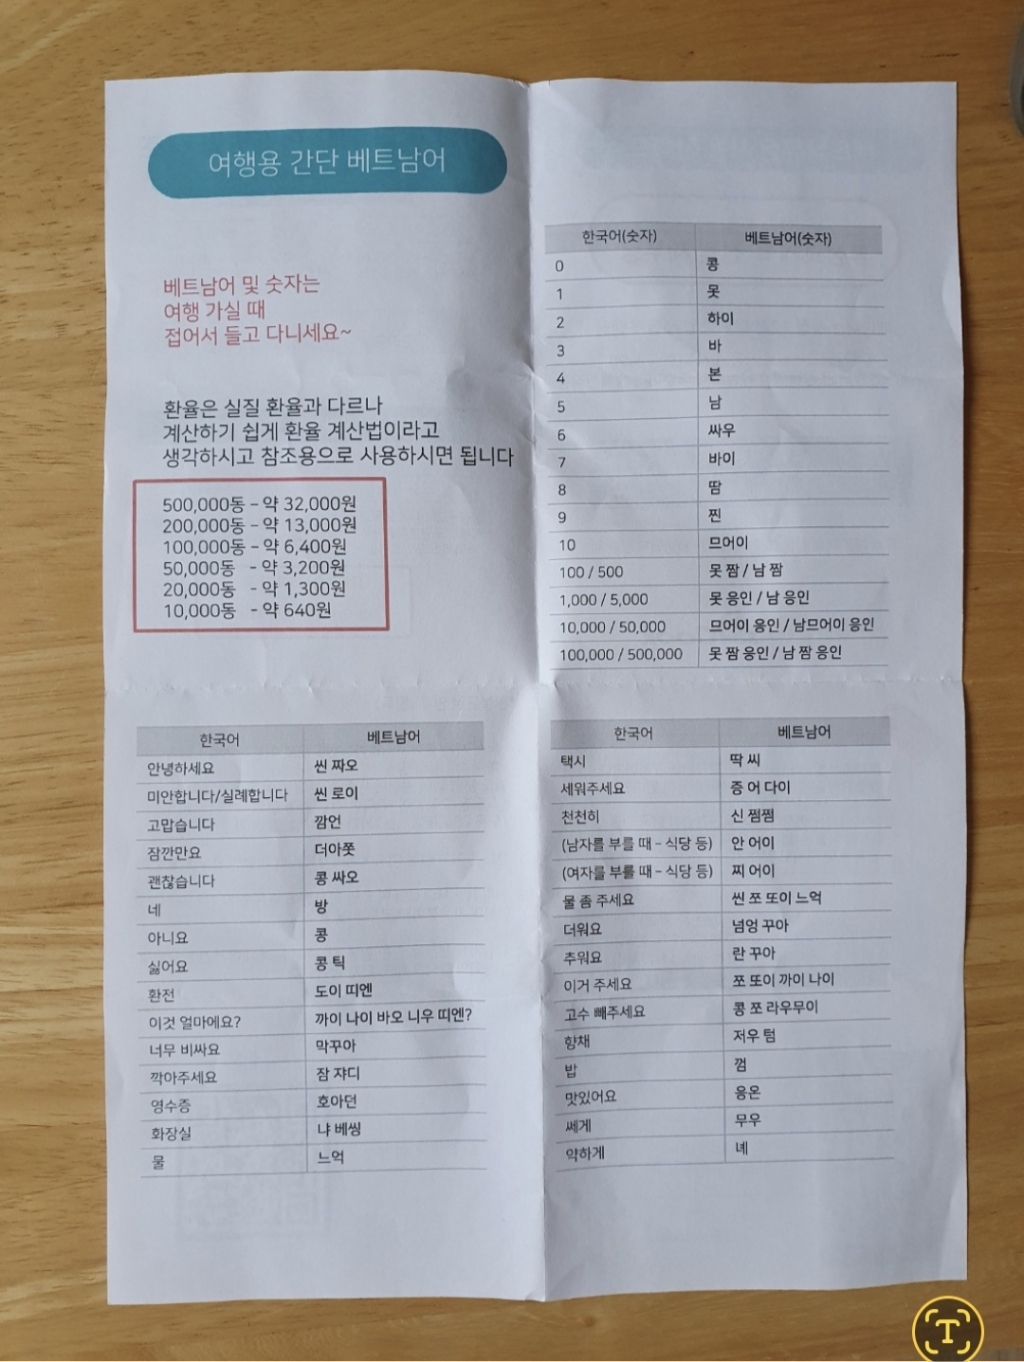 여행용 간단 베트남어
베트남어 및 숫자는
여행 가실 때
접어서 들고 다니세요~
환율은 실질 환율과 다르나
계산하기 쉽게 환율 계산법이라고
생각하시고 참조용으로 사용하시면 됩니다
500,000동 - 약 32,000원
200,000동 - 약 13,000원
100,000동 - 약 6,400원
50,000동 - 약 3,200원
20,000동 - 약 1,300원
10,000동 - 약 640원
한국어(숫자) 베트남어(숫자)
0 콩
1 못
2 하이
3 바
4 본
5 남
6 싸우
7 바이
8 땀
9 찐
10 므어이
100 / 500 못 짬 / 남 짬
1,000 / 5,000 못 응인 / 남 응인
10,000 / 50,000 므어이 응인 / 남므어이 응인
100,000 / 500,000 못 짬 응인 / 남 짬 응인
한국어 베트남어
안녕하세요 씬 짜오
미안합니다/실례합니다 씬 로이
고맙습니다 깜언
잠깐만요 더아쫏
괜찮습니다 콩 싸오
네 방
아니요 콩
싫어요 콩 틱
환전 도이 띠엔
이것 얼마에요? 까이 나이 바오 니우 띠엔?
너무 비싸요 막꾸아
깍아주세요 잠 쟈디
영수증 호아던
화장실 냐 베씽
물 느억
한국어 베트남어
택시 딱 씨
세워주세요 증 어 다이
천천히 신 쩜쩜
(남자를 부를 때 - 식당 등) 안 어이
(여자를 부를 때 - 식당 등) 찌 어이
물 좀 주세요 씬 쪼 또이 느억
더워요 넘엉 꾸아
추워요 란 꾸아
이거 주세요 쪼 또이 까이 나이
고수 빼주세요 콩 쪼 라우무이
향채 저우 텀
밥 껌
맛있어요 응온
쎄게 무우
약하게 녜